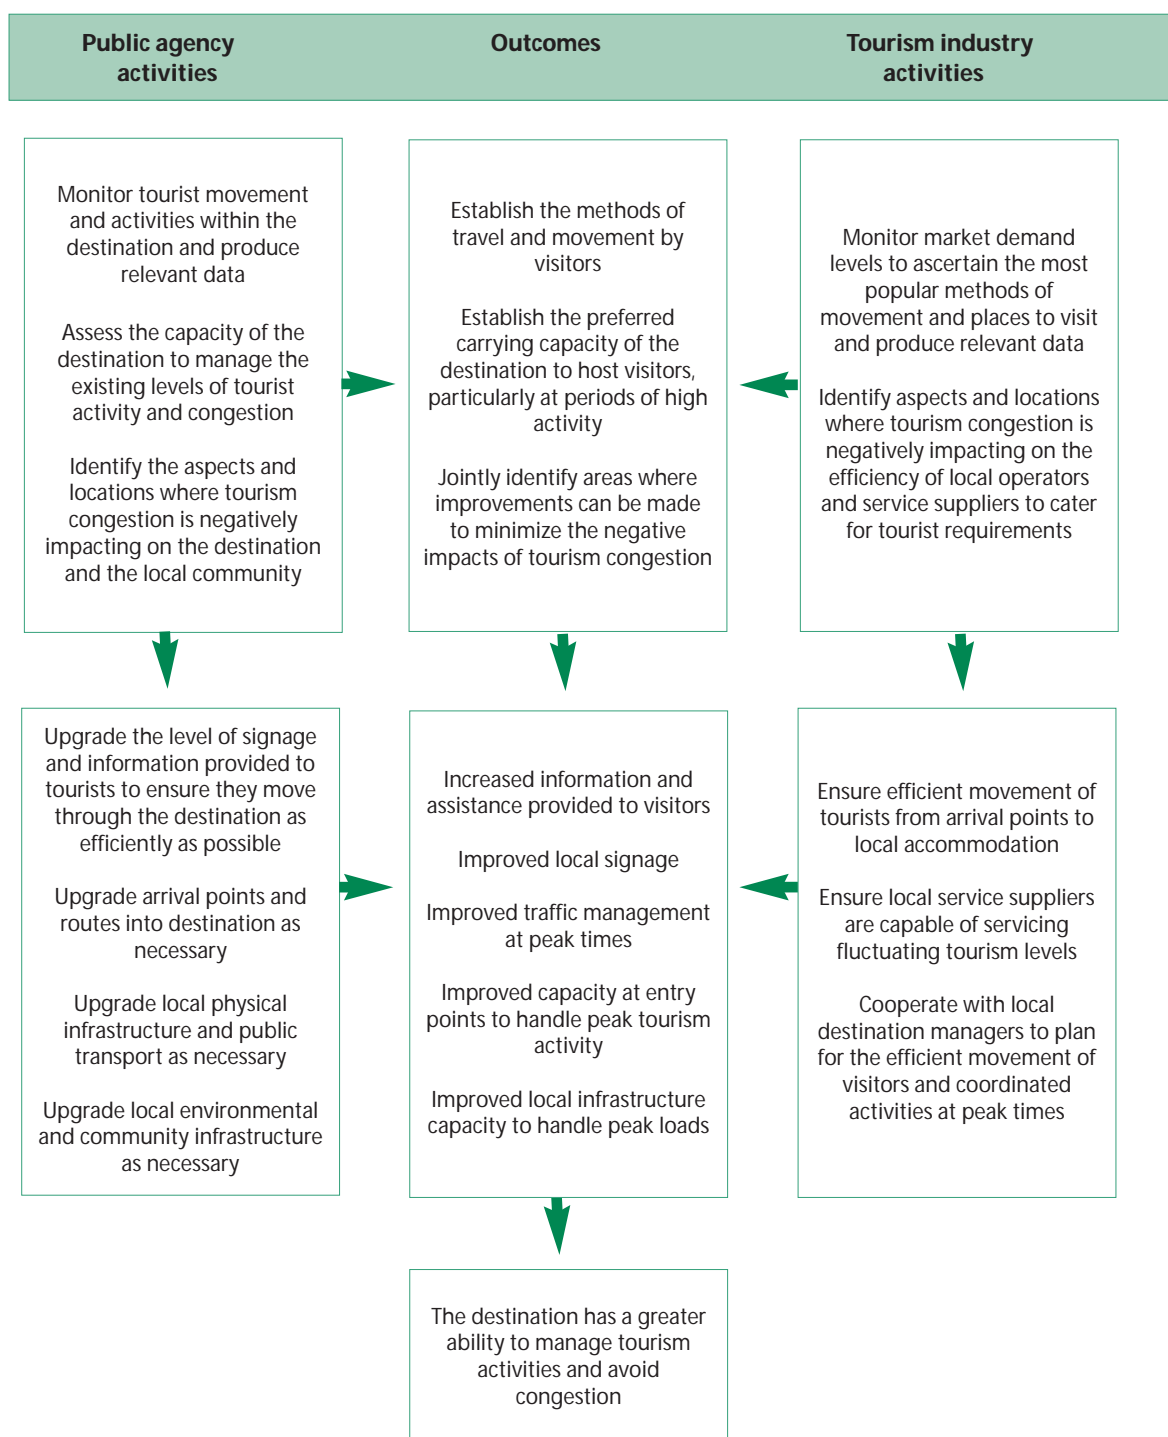 Public agency
activities
Outcomes
Tourism industry
activities
Monitor tourist movement
and activities within the
destination and produce
relevant data
Assess the capacity of the
destination to manage the
existing levels of tourist
activity and congestion
Identify the aspects and
locations where tourism
congestion is negatively
impacting on the destination
and the local community
Establish the methods of
travel and movement by
visitors
Establish the preferred
carrying capacity of the
destination to host visitors,
particularly at periods of high
activity
Jointly identify areas where
improvements can be made
to minimize the negative
impacts of tourism congestion
Monitor market demand
levels to ascertain the most
popular methods of
movement and places to visit
and produce relevant data
Identify aspects and locations
where tourism congestion is
negatively impacting on the
efficiency of local operators
and service suppliers to cater
for tourist requirements
Upgrade the level of signage
and information provided to
tourists to ensure they move
through the destination as
efficiently as possible
Upgrade arrival points and
routes into destination as
necessary
Upgrade local physical
infrastructure and public
transport as necessary
Upgrade local environmental
and community infrastructure
as necessary
Increased information and
assistance provided to visitors
Improved local signage
Improved traffic management
at peak times
Improved capacity at entry
points to handle peak tourism
activity
Improved local infrastructure
capacity to handle peak loads
Ensure efficient movement of
tourists from arrival points to
local accommodation
Ensure local service suppliers
are capable of servicing
fluctuating tourism levels
Cooperate with local
destination managers to plan
for the efficient movement of
visitors and coordinated
activities at peak times
The destination has a greater
ability to manage tourism
activities and avoid
congestion